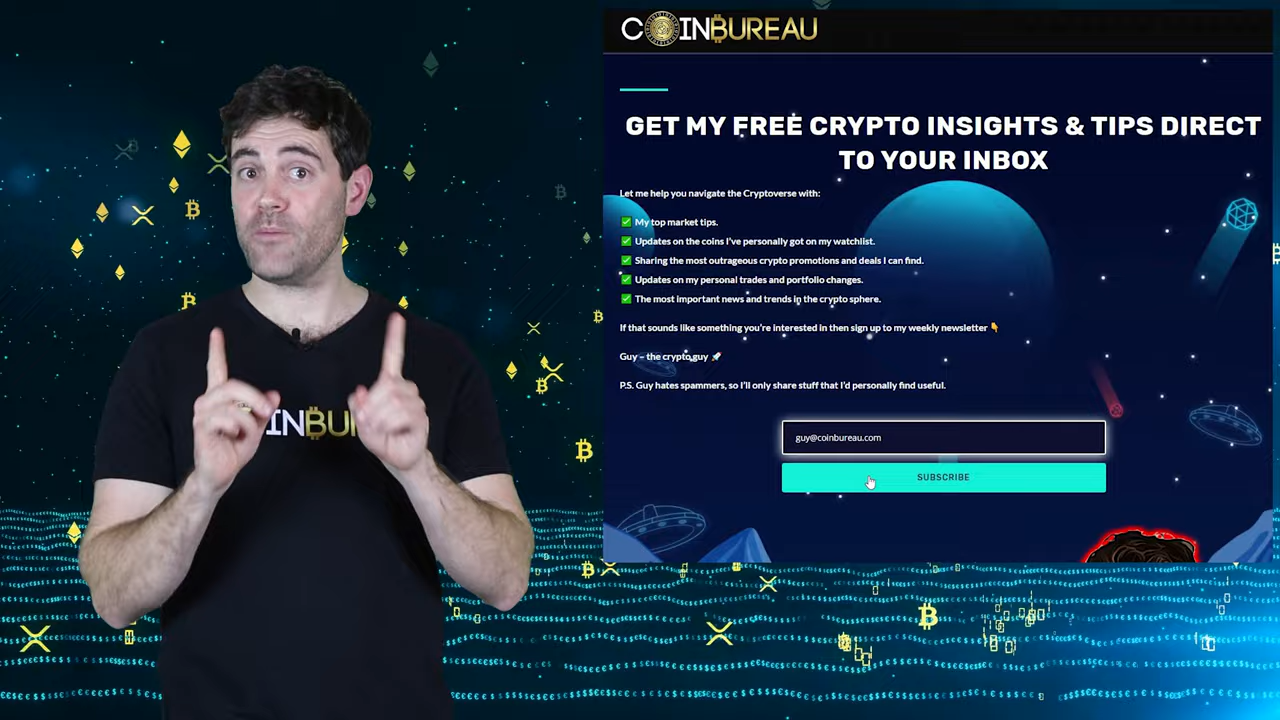 COINBUREAU
GET MY FREE CRYPTO INSIGHTS & TIPS DIRECT
TO YOUR INBOX
Let me help you navigate the Cryptoverse with:
✅ My top market tips.
✅ Updates on the coins I've personally got on my watchlist.
✅ Sharing the most outrageous crypto promotions and deals I can find.
✅ Updates on my personal trades and portfolio changes.
✅ The most important news and trends in the crypto sphere.
If that sounds like something you're interested in then sign up to my weekly newsletter 👇
Guy – the crypto guy 🚀
P.S. Guy hates spammers, so I'll only share stuff that I'd personally find useful.
guy@coinbureau.com
SUBSCRIBE
INBU